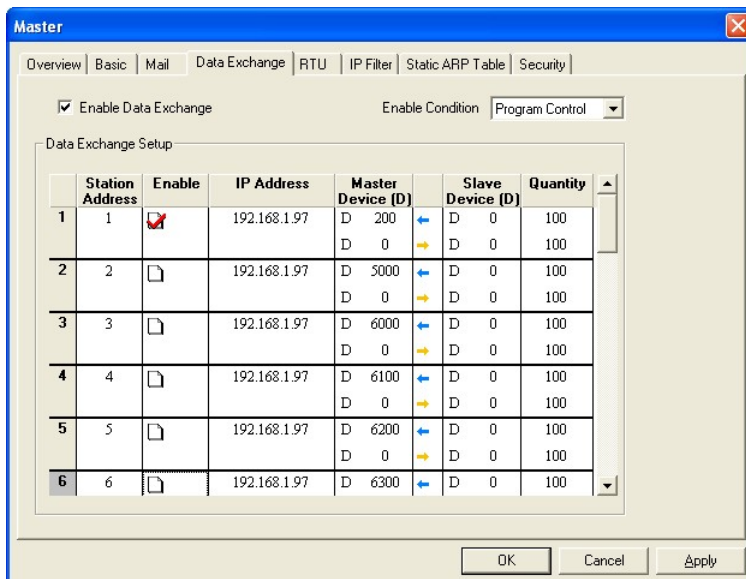 Master
Overview Basic Mail Data Exchange RTU IP Filter Static ARP Table Security
Enable Data Exchange Enable Condition Program Control
Data Exchange Setup
Station Address Enable IP Address Master Device (D) Slave Device (D) Quantity
1 1 192.168.1.97 D 200 D 0 100
D 0 D 0 100
2 2 192.168.1.97 D 5000 D 0 100
D 0 D 0 100
3 3 192.168.1.97 D 6000 D 0 100
D 0 D 0 100
4 4 192.168.1.97 D 6100 D 0 100
D 0 D 0 100
5 5 192.168.1.97 D 6200 D 0 100
D 0 D 0 100
6 6 192.168.1.97 D 6300 D 0 100
OK Cancel Apply